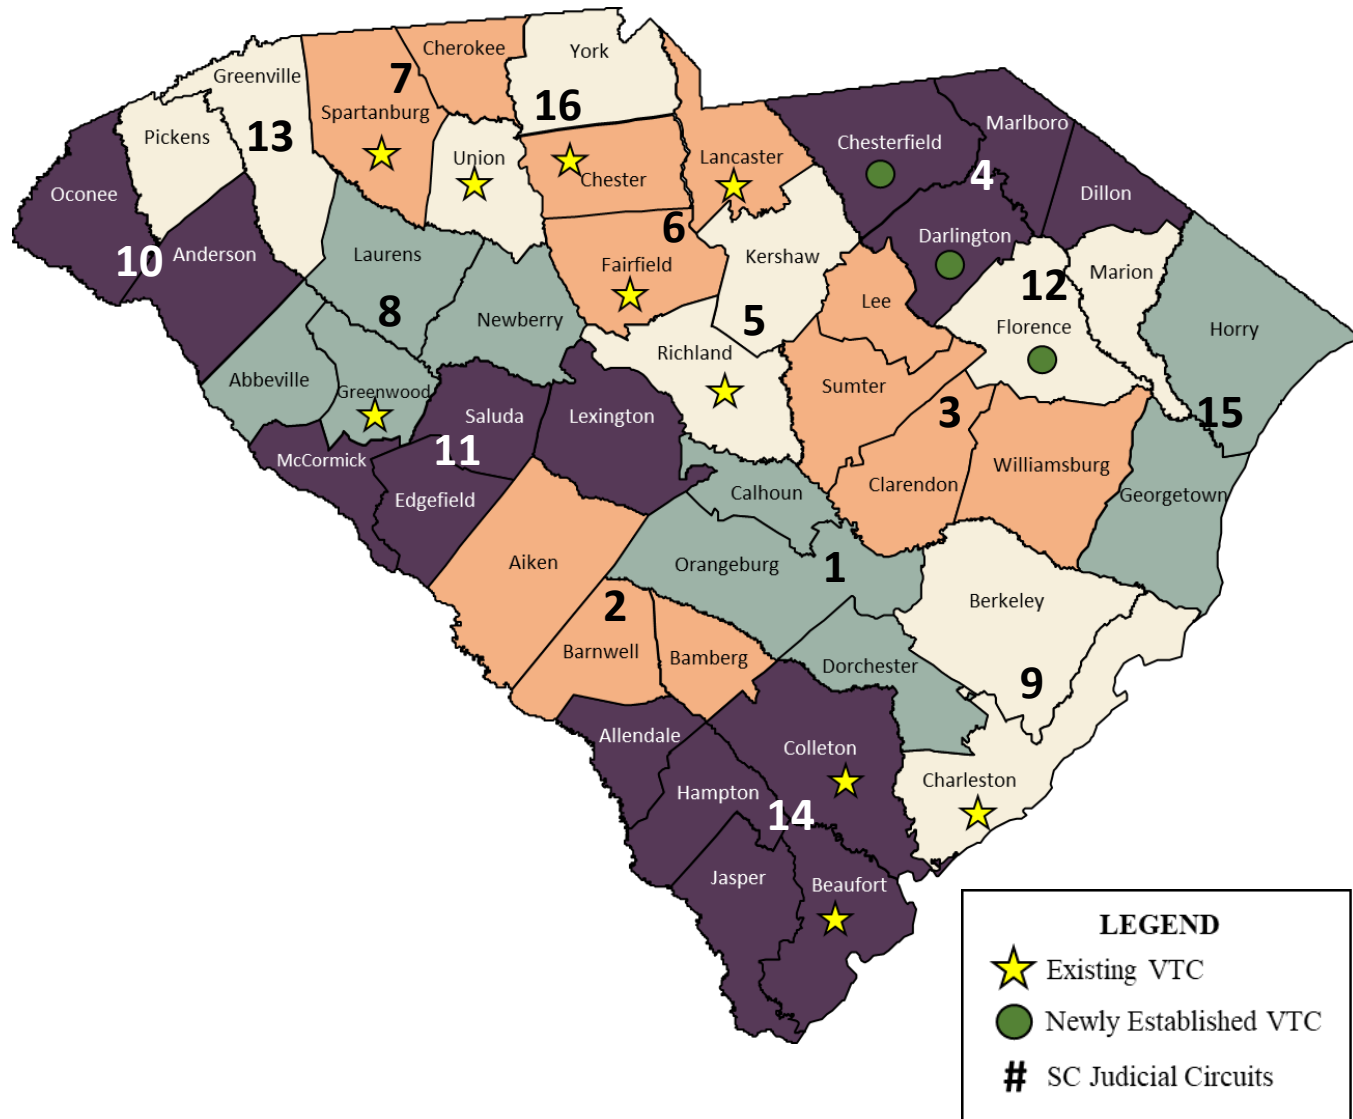 Cherokee
York
Greenville
7
16
Spartanburg
Pickens
13
Union
Chester
Lancaster
Chesterfield
Marlboro
4
Dillon
Oconee
10
Anderson
Laurens
8
Newberry
6
Fairfield
Kershaw
5
Darlington
Lee
12
Florence
Marion
Horry
15
Abbeville
Greenwood
Richland
Sumter
3
Saluda
11
Lexington
McCormick
Edgefield
Calhoun
Clarendon
Williamsburg
Georgetown
Aiken
Orangeburg
1
2
Barnwell
Bamberg
Dorchester
Berkeley
9
Allendale
Colleton
Hampton
14
Charleston
Jasper
Beaufort
LEGEND
Existing VTC
Newly Established VTC
# SC Judicial Circuits